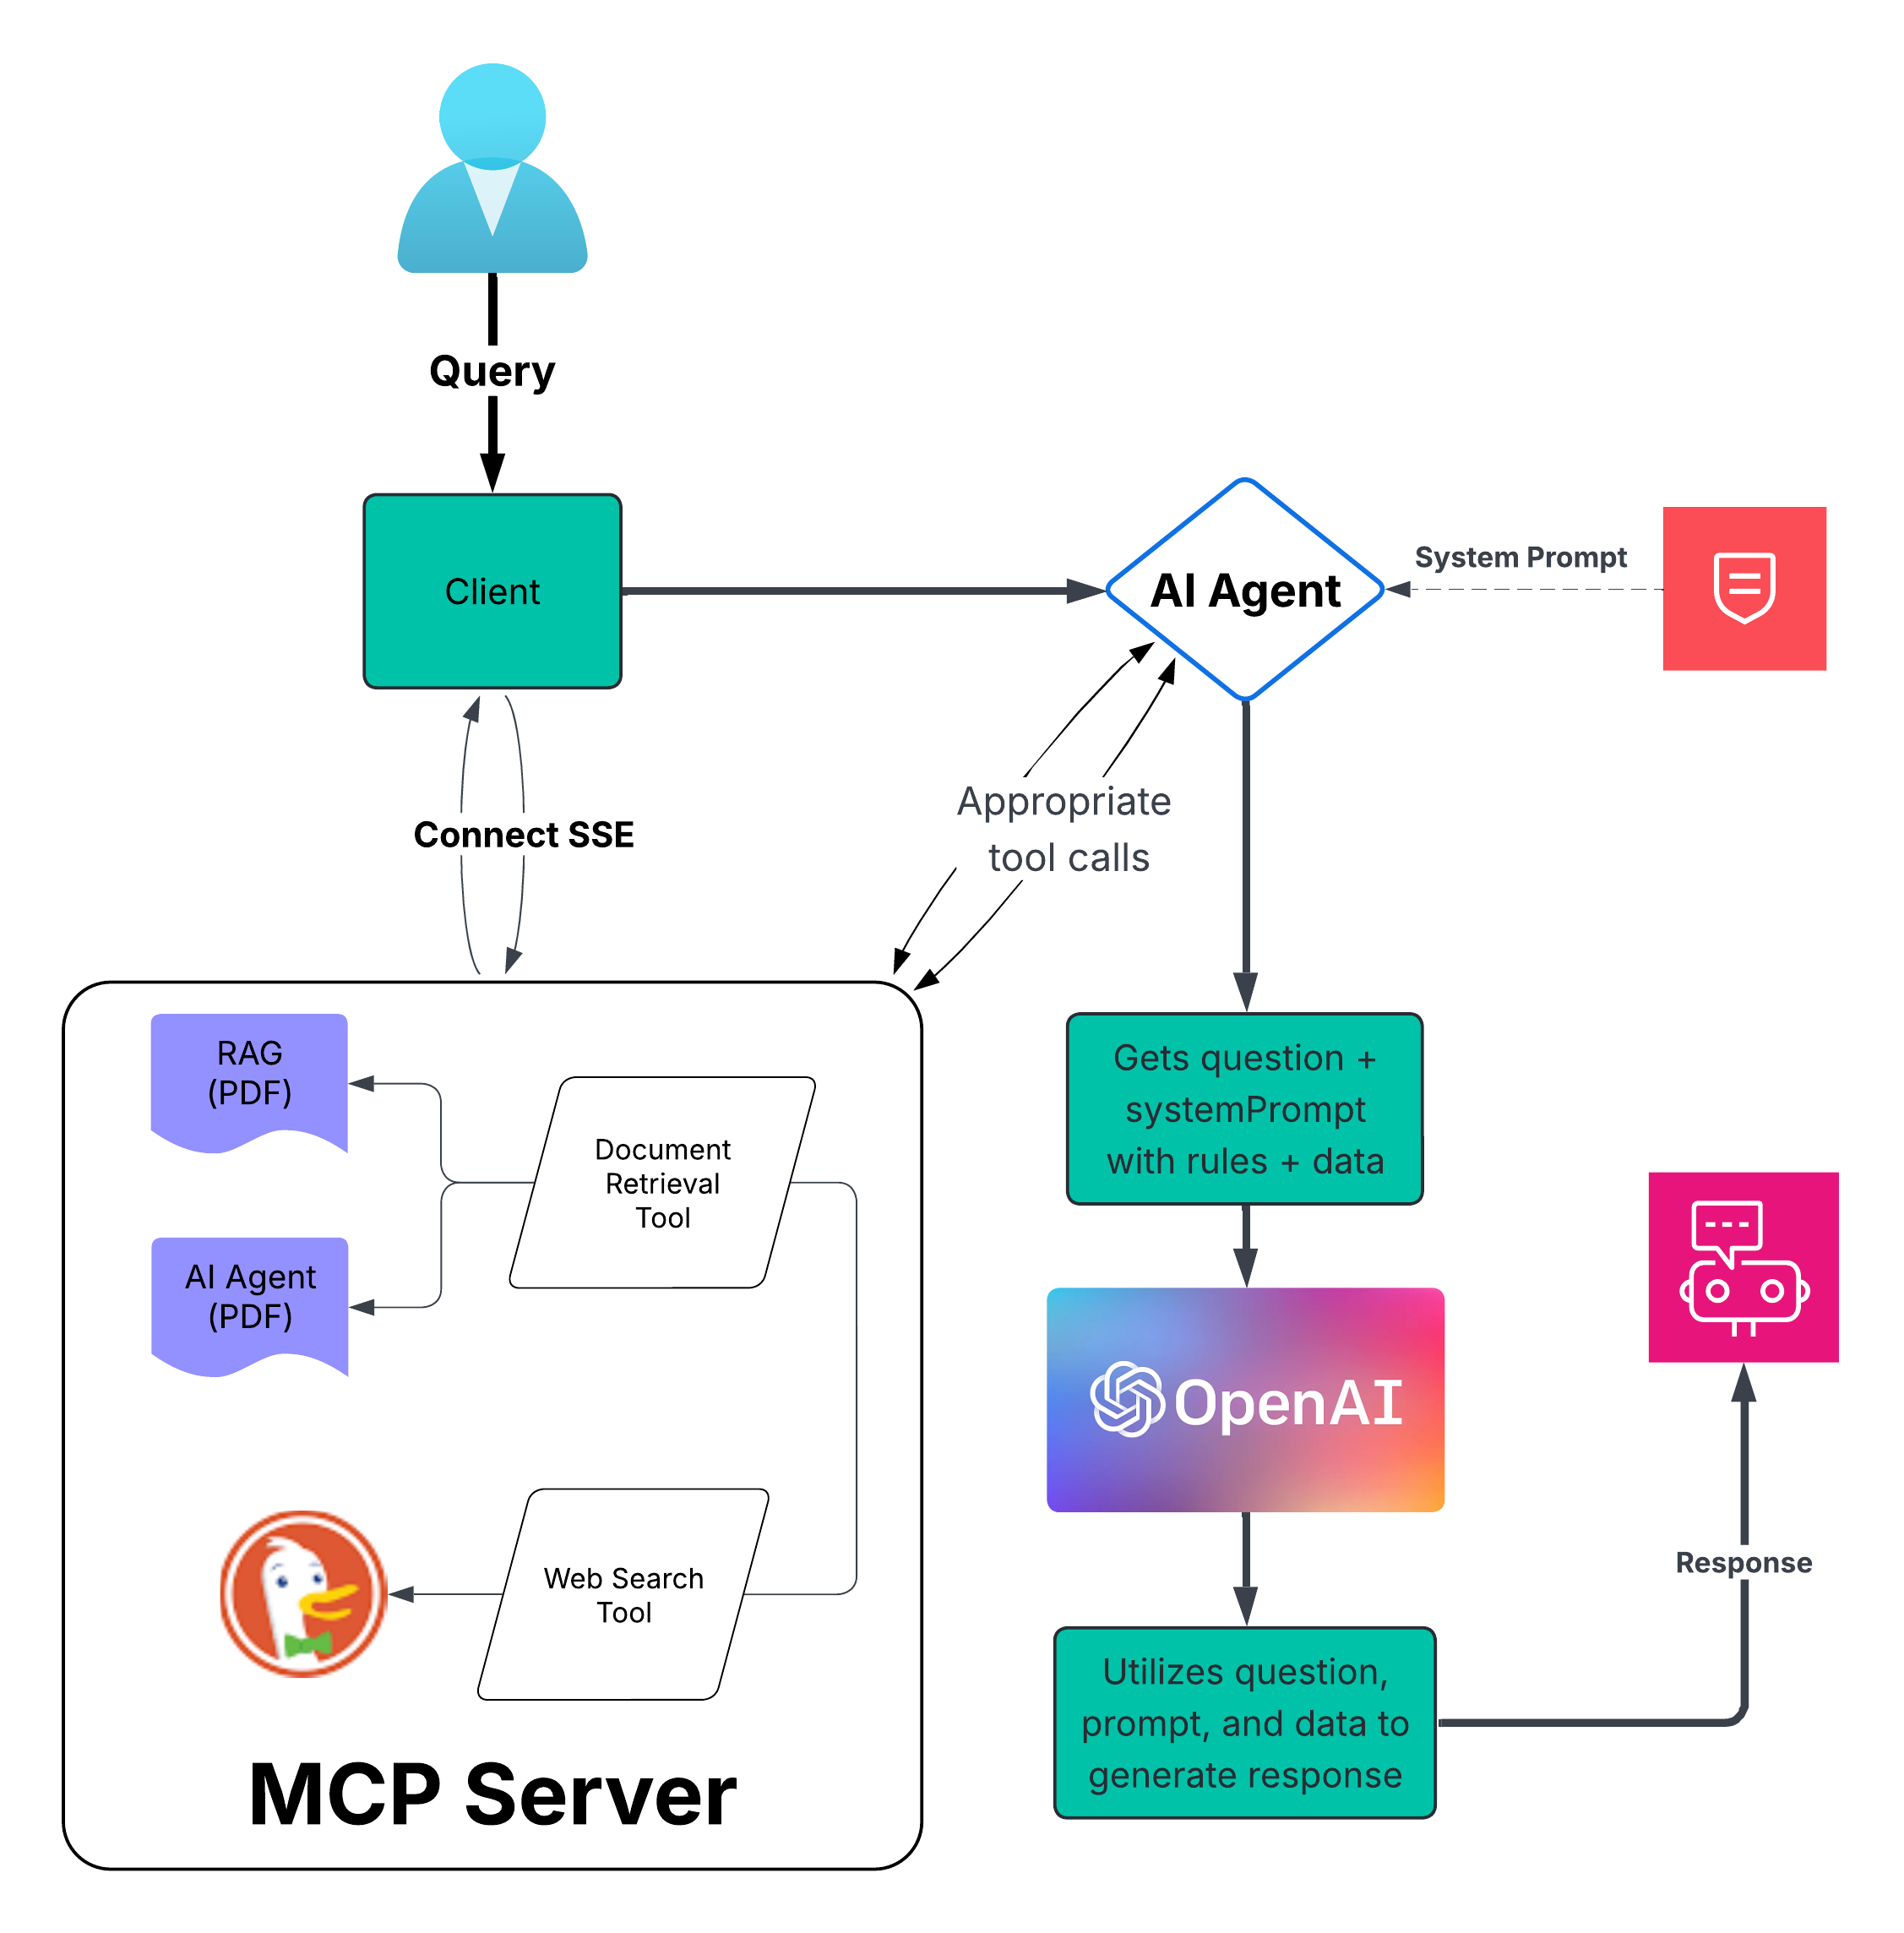 Query
Client
AI Agent
System Prompt
Connect SSE
Appropriate
tool calls
RAG
(PDF)
Document
Retrieval
Tool
AI Agent
(PDF)
Web Search
Tool
MCP Server
Gets question +
systemPrompt
with rules + data
OpenAI
Utilizes question,
prompt, and data to
generate response
Response